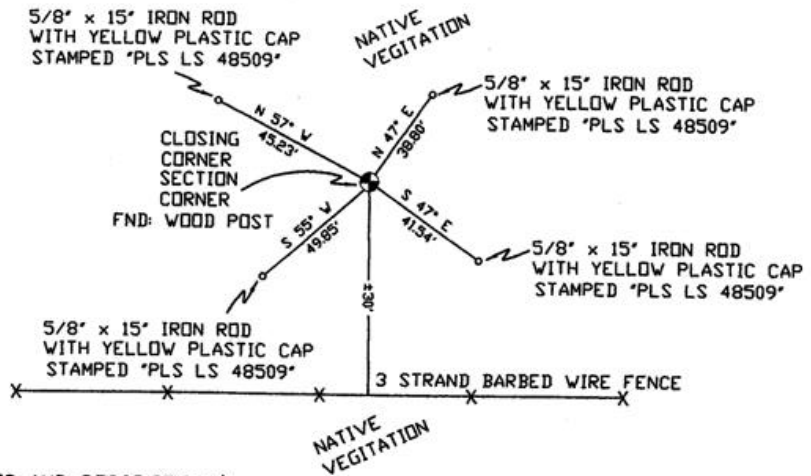 5/8" x 15" IRON ROD
WITH YELLOW PLASTIC CAP
STAMPED "PLS LS 48509"
NATIVE
VEGITATION
5/8" x 15" IRON ROD
WITH YELLOW PLASTIC CAP
STAMPED "PLS LS 48509"
N 57° W
45.23'
N 47° E
38.80'
CLOSING
CORNER
SECTION
CORNER
FND: WOOD POST
S 55° W
49.85'
S 47° E
41.54'
5/8" x 15" IRON ROD
WITH YELLOW PLASTIC CAP
STAMPED "PLS LS 48509"
±30'
5/8" x 15" IRON ROD
WITH YELLOW PLASTIC CAP
STAMPED "PLS LS 48509"
3 STRAND BARBED WIRE FENCE
NATIVE
VEGITATION